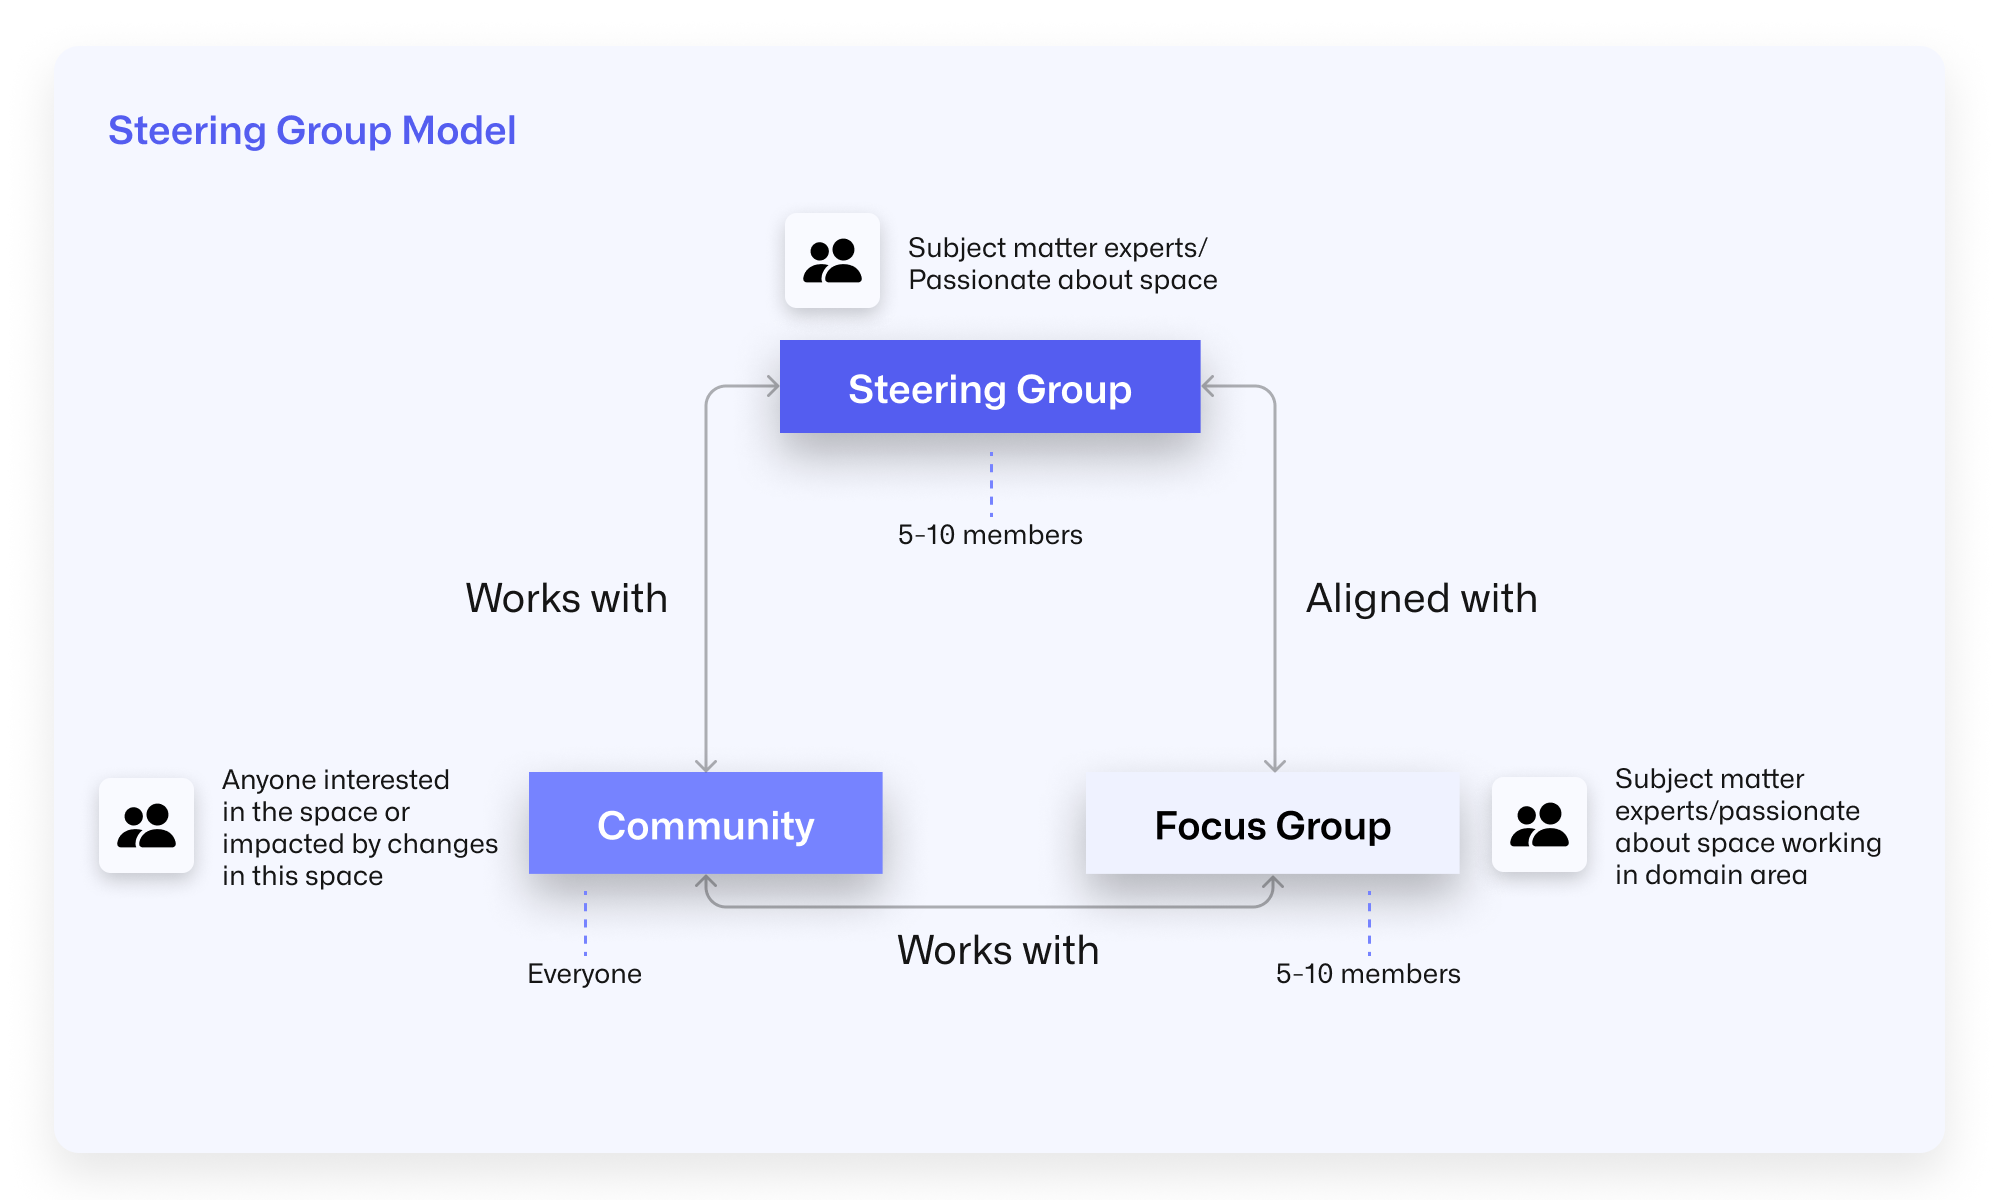 Steering Group Model
Subject matter experts/
Passionate about space
Steering Group
5-10 members
Works with
Aligned with
Anyone interested
in the space or
impacted by changes
in this space
Community
Focus Group
Subject matter
experts/passionate
about space working
in domain area
Works with
Everyone
5-10 members